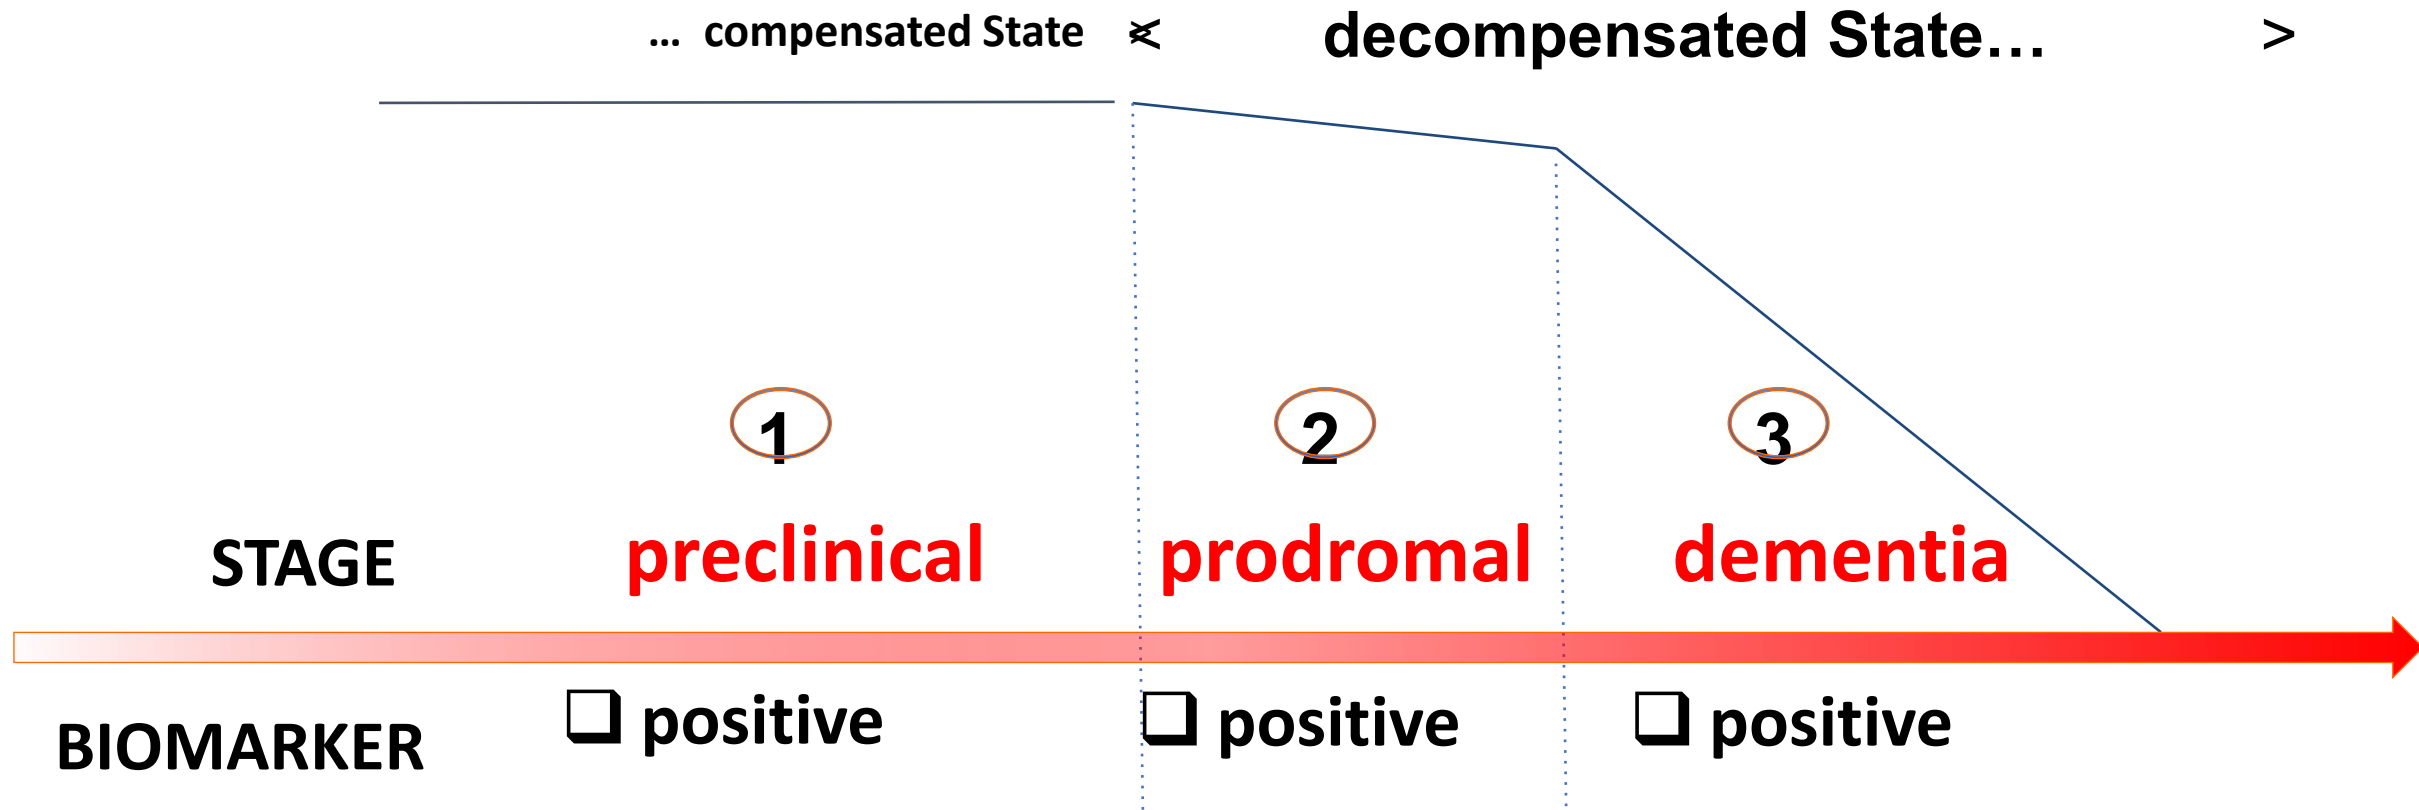 ... compensated State < < decompensated State... >
1 2 3
STAGE preclinical prodromal dementia
❑ positive ❑ positive ❑ positive
BIOMARKER